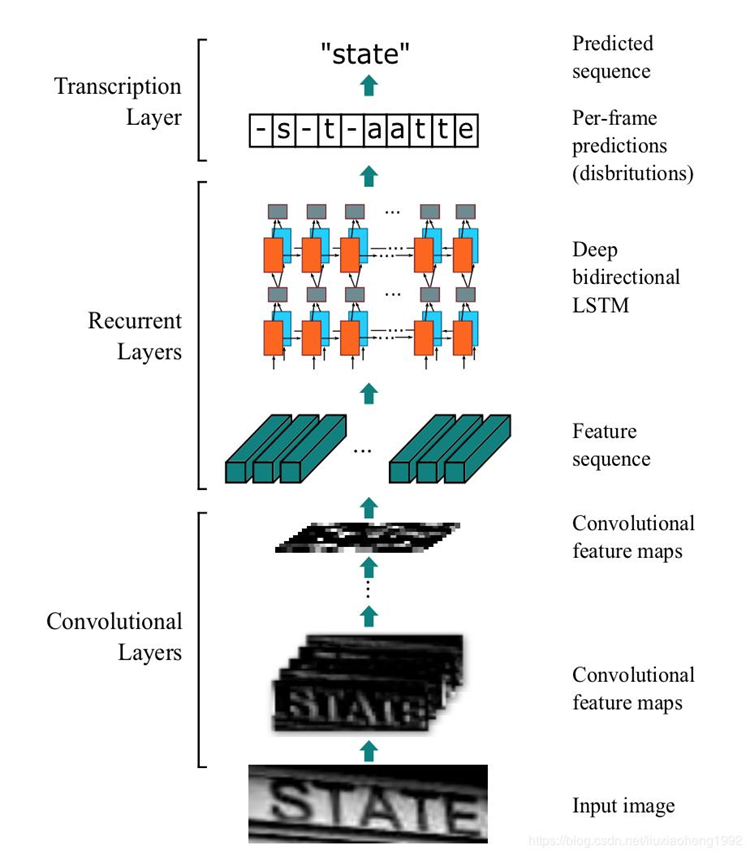 "state"
Predicted
sequence
Transcription
Layer
-s-t-aatte
Per-frame
predictions
(disbritutions)
...
Deep
bidirectional
LSTM
Recurrent
Layers
...
Feature
sequence
Convolutional
feature maps
Convolutional
Layers
STATE
Convolutional
feature maps
STATE
Input image
https://blog.csdn.net/liuxiaoheng1992